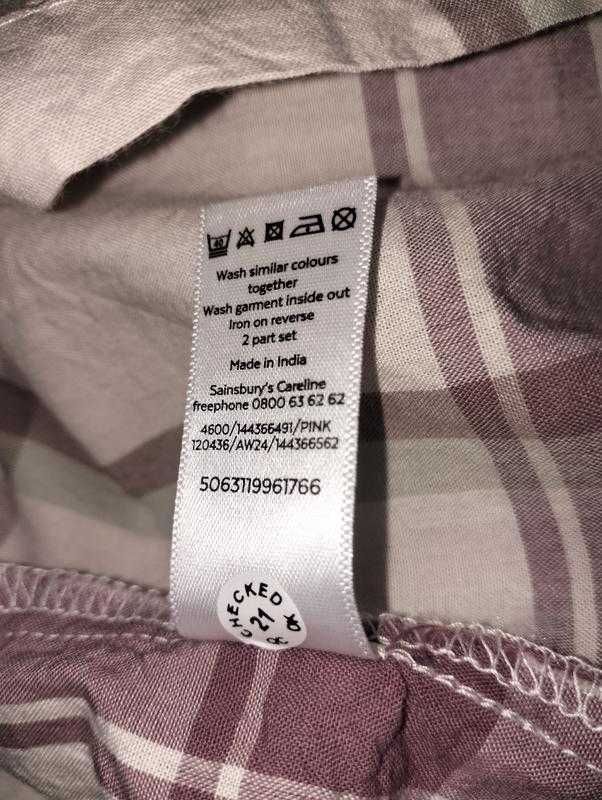 40
Wash similar colours
together
Wash garment inside out
Iron on reverse
2 part set
Made in India
Sainsbury's Careline
freephone 0800 63 62 62
4600/144366491/PINK
120436/AW24/144366562
5063119961766
CHECKED
21
QC OK